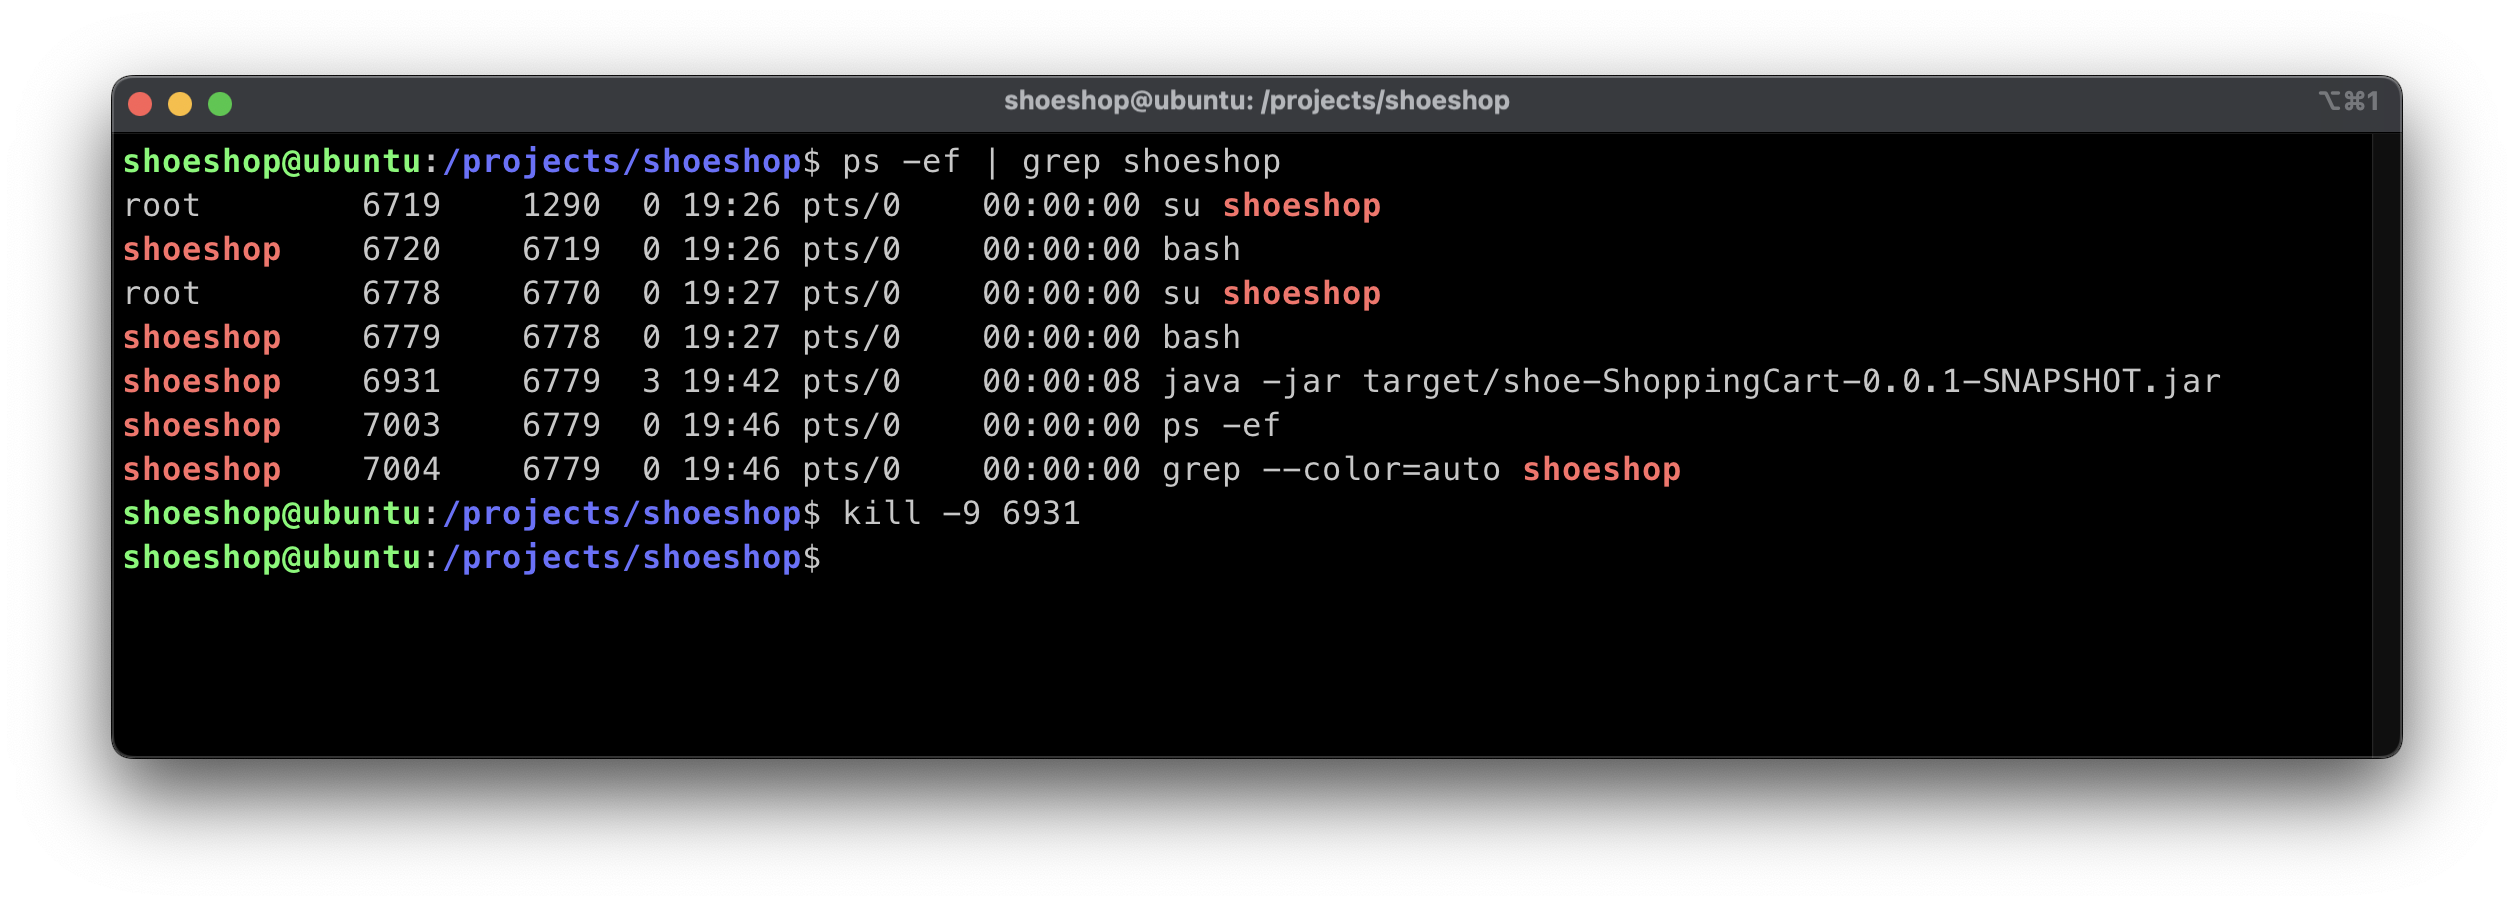 shoeshop@ubuntu: /projects/shoeshop
⌥⌘1
shoeshop@ubuntu:/projects/shoeshop$ ps -ef | grep shoeshop
root        6719    1290  0 19:26 pts/0    00:00:00 su shoeshop
shoeshop    6720    6719  0 19:26 pts/0    00:00:00 bash
root        6778    6770  0 19:27 pts/0    00:00:00 su shoeshop
shoeshop    6779    6778  0 19:27 pts/0    00:00:00 bash
shoeshop    6931    6779  3 19:42 pts/0    00:00:08 java -jar target/shoe-ShoppingCart-0.0.1-SNAPSHOT.jar
shoeshop    7003    6779  0 19:46 pts/0    00:00:00 ps -ef
shoeshop    7004    6779  0 19:46 pts/0    00:00:00 grep --color=auto shoeshop
shoeshop@ubuntu:/projects/shoeshop$ kill -9 6931
shoeshop@ubuntu:/projects/shoeshop$